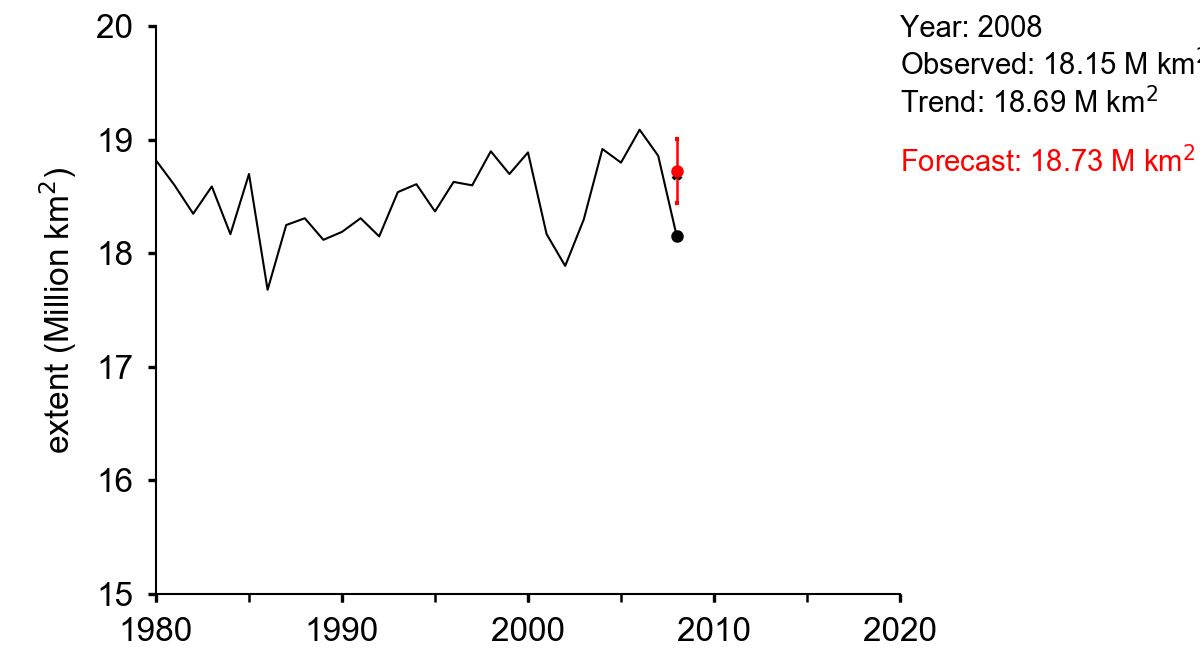 20
19
18
17
16
15
extent (Million km²)
1980
1990
2000
2010
2020
Year: 2008
Observed: 18.15 M km²
Trend: 18.69 M km²
Forecast: 18.73 M km²